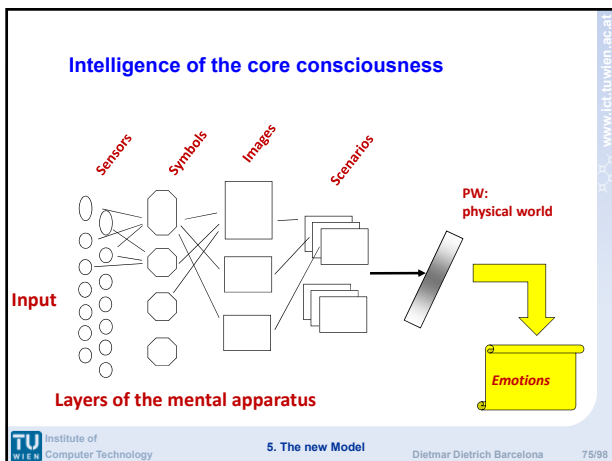 Intelligence of the core consciousness
Sensors
Symbols
Images
Scenarios
PW:
physical world
Input
Emotions
Layers of the mental apparatus
TU
WIEN
Institute of
Computer Technology
5. The new Model
Dietmar Dietrich Barcelona
75/98
www.ict.tuwien.ac.at